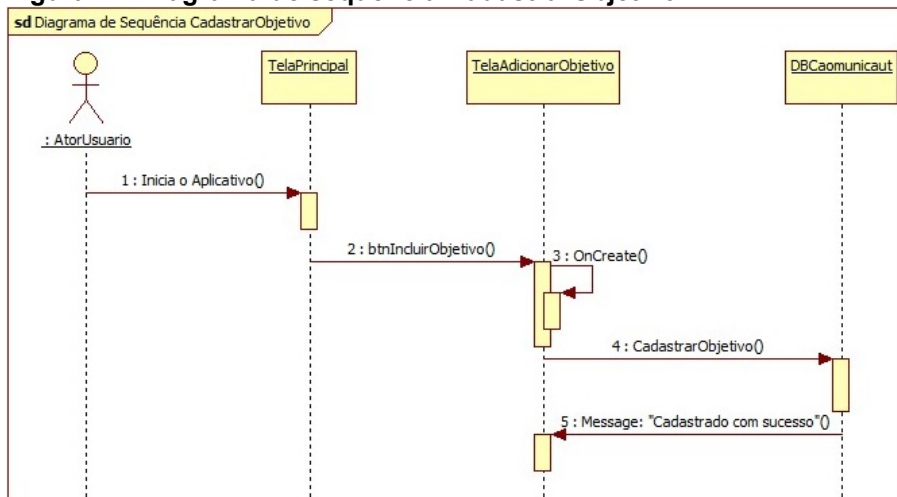 sd Diagrama de Sequência CadastrarObjetivo
TelaPrincipal
TelaAdicionarObjetivo
DBCaomunicaut
: AtorUsuario
1 : Inicia o Aplicativo()
2 : btnIncluirObjetivo()
3 : OnCreate()
4 : CadastrarObjetivo()
5 : Message: "Cadastrado com sucesso"()